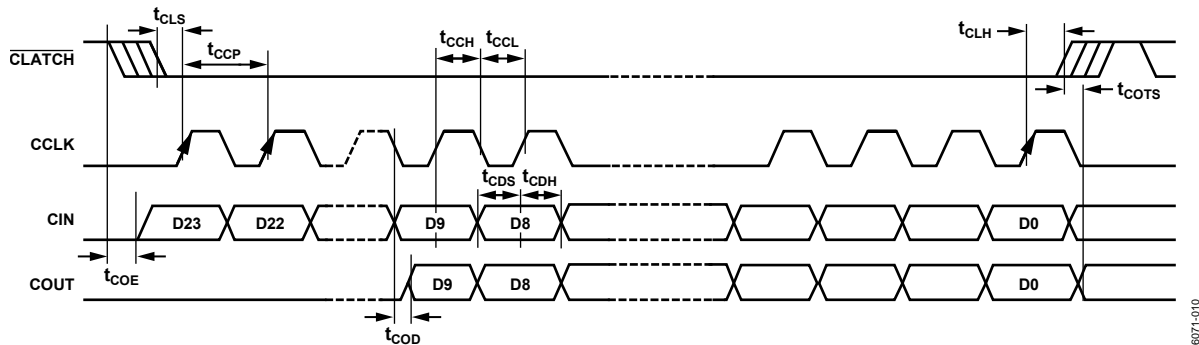 tCLS
tCCP
tCCH
tCCL
tCLH
CLATCH
tCOTS
CCLK
tCDS
tCDH
CIN
D23
D22
D9
D8
D0
tCOE
COUT
D9
D8
D0
tCOD
6071-010